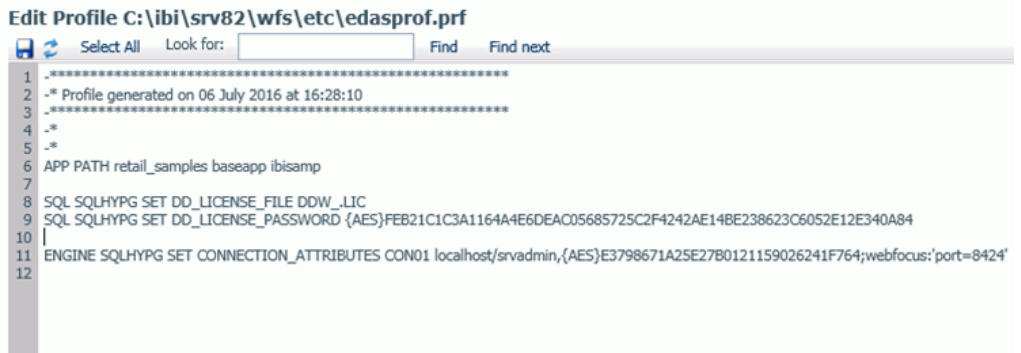 Edit Profile C:\ibi\srv82\wfs\etc\edasprof.prf
Select All Look for: Find Find next
1 -*********************************************************
2 -* Profile generated on 06 July 2016 at 16:28:10
3 -*********************************************************
4 -*
5 -*
6 APP PATH retail_samples baseapp ibisamp
7
8 SQL SQLHYPG SET DD_LICENSE_FILE DDW_.LIC
9 SQL SQLHYPG SET DD_LICENSE_PASSWORD {AES}FEB21C1C3A1164A4E6DEAC05685725C2F4242AE14BE238623C6052E12E340A84
10
11 ENGINE SQLHYPG SET CONNECTION_ATTRIBUTES CON01 localhost/srvadmin,{AES}E3798671A25E27B0121159026241F764;webfocus:'port=8424'
12